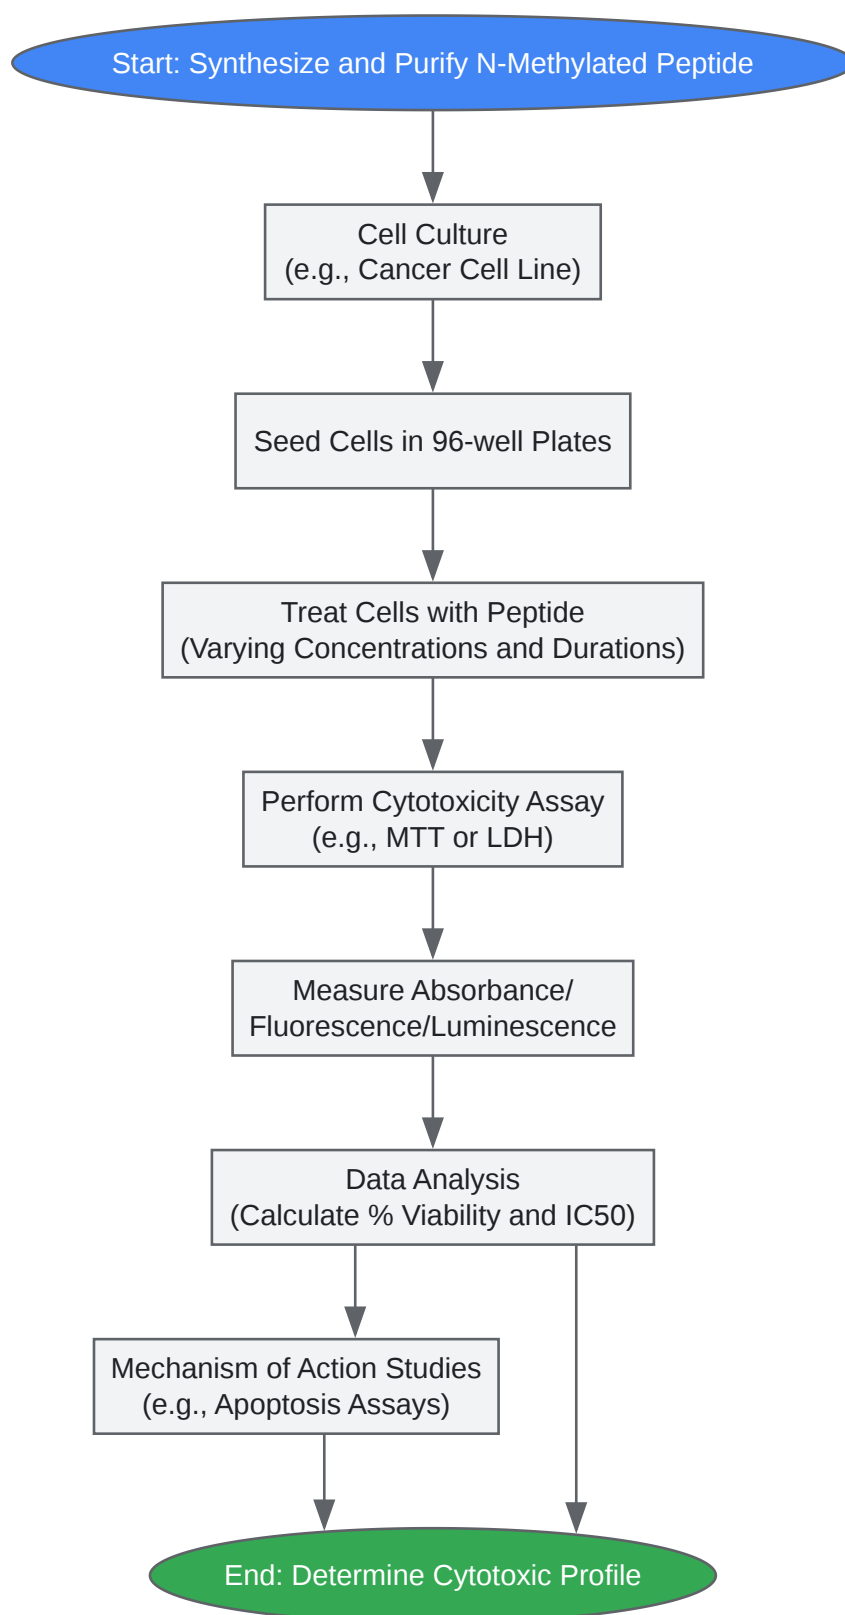 Start: Synthesize and Purify N-Methylated Peptide
Cell Culture
(e.g., Cancer Cell Line)
Seed Cells in 96-well Plates
Treat Cells with Peptide
(Varying Concentrations and Durations)
Perform Cytotoxicity Assay
(e.g., MTT or LDH)
Measure Absorbance/
Fluorescence/Luminescence
Data Analysis
(Calculate % Viability and IC50)
Mechanism of Action Studies
(e.g., Apoptosis Assays)
End: Determine Cytotoxic Profile